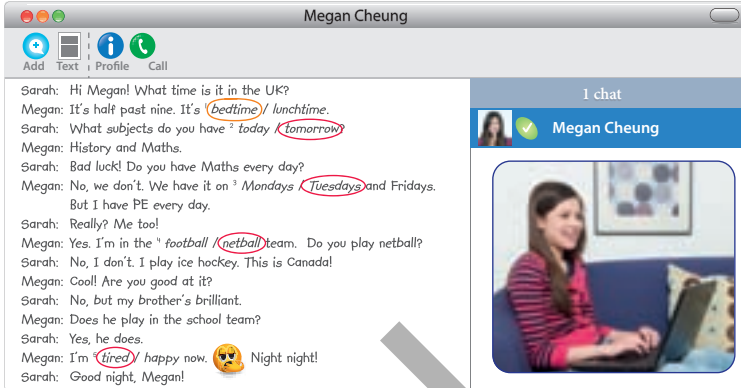 Megan Cheung
Add Text Profile Call
Sarah: Hi Megan! What time is it in the UK?
Megan: It's half past nine. It's ¹ bedtime / lunchtime.
Sarah: What subjects do you have ² today / tomorrow?
Megan: History and Maths.
Sarah: Bad luck! Do you have Maths every day?
Megan: No, we don't. We have it on ³ Mondays / Tuesdays and Fridays.
But I have PE every day.
Sarah: Really? Me too!
Megan: Yes. I'm in the ⁴ football / netball team. Do you play netball?
Sarah: No, I don't. I play ice hockey. This is Canada!
Megan: Cool! Are you good at it?
Sarah: No, but my brother's brilliant.
Megan: Does he play in the school team?
Sarah: Yes, he does.
Megan: I'm ⁵ tired / happy now. Night night!
Sarah: Good night, Megan!
1 chat
Megan Cheung